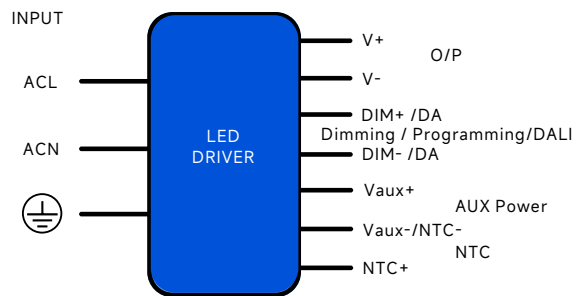 INPUT
ACL
ACN
LED
DRIVER
V+
O/P
V-
DIM+ /DA
Dimming / Programming/DALI
DIM- /DA
Vaux+
AUX Power
Vaux-/NTC-
NTC
NTC+